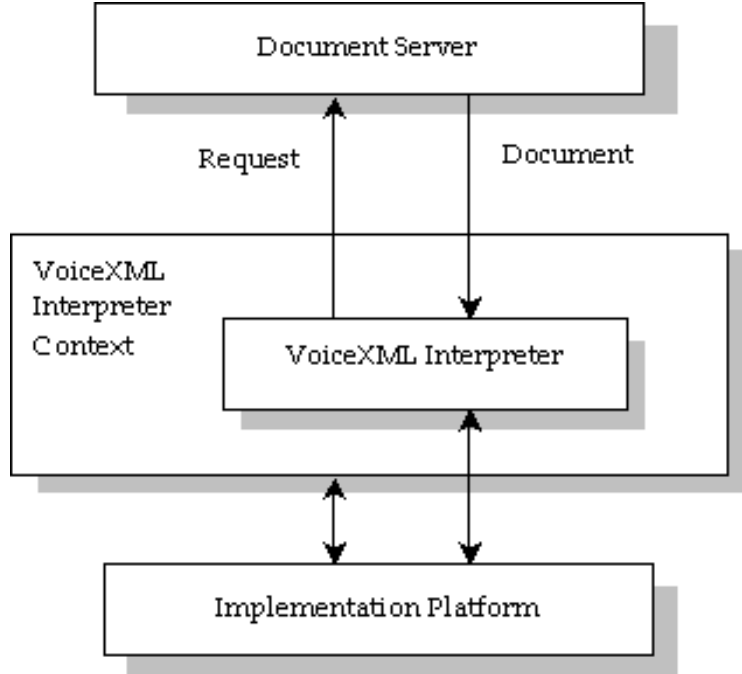 Document Server
Request
Document
VoiceXML
Interpreter
Context
VoiceXML Interpreter
Implementation Platform